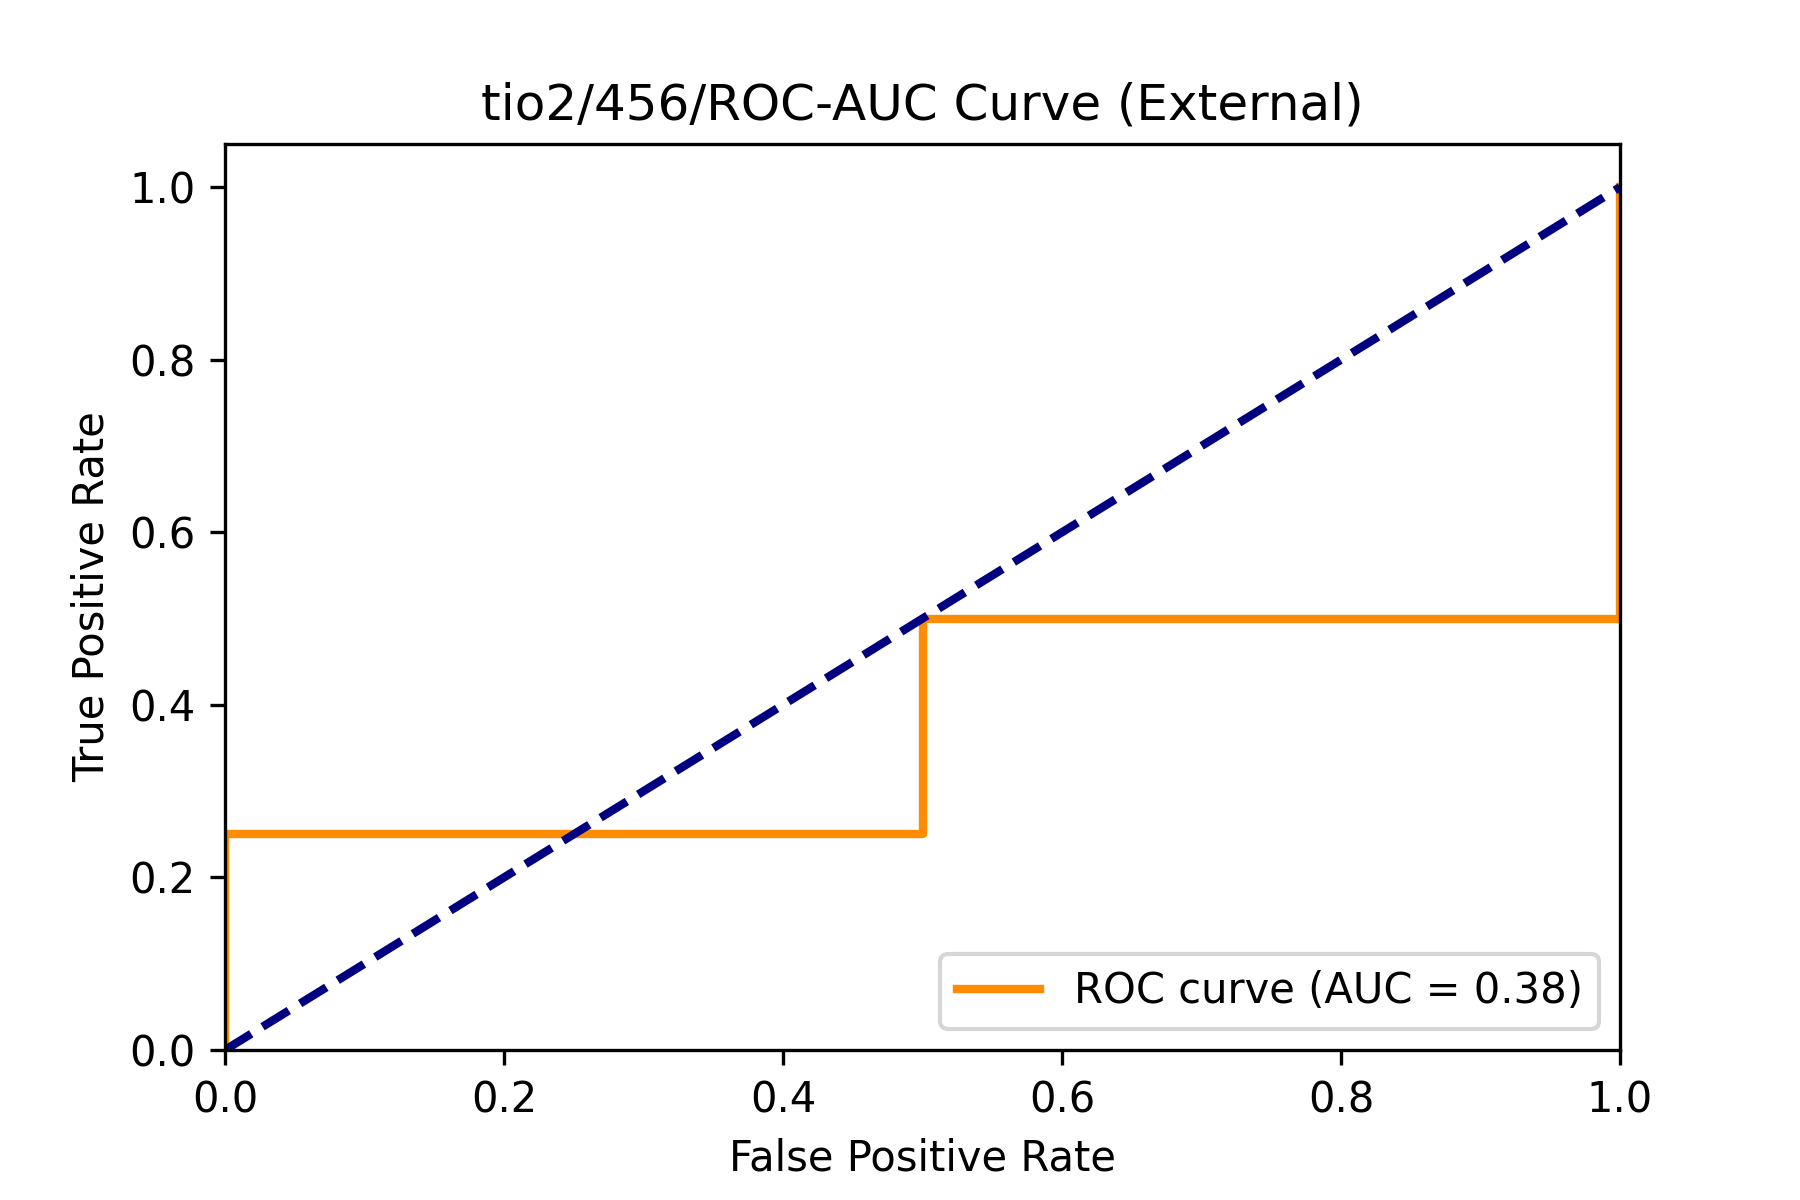 tio2/456/ROC-AUC Curve (External)
1.0
0.8
0.6
0.4
0.2
0.0
True Positive Rate
ROC curve (AUC = 0.38)
0.0 0.2 0.4 0.6 0.8 1.0
False Positive Rate